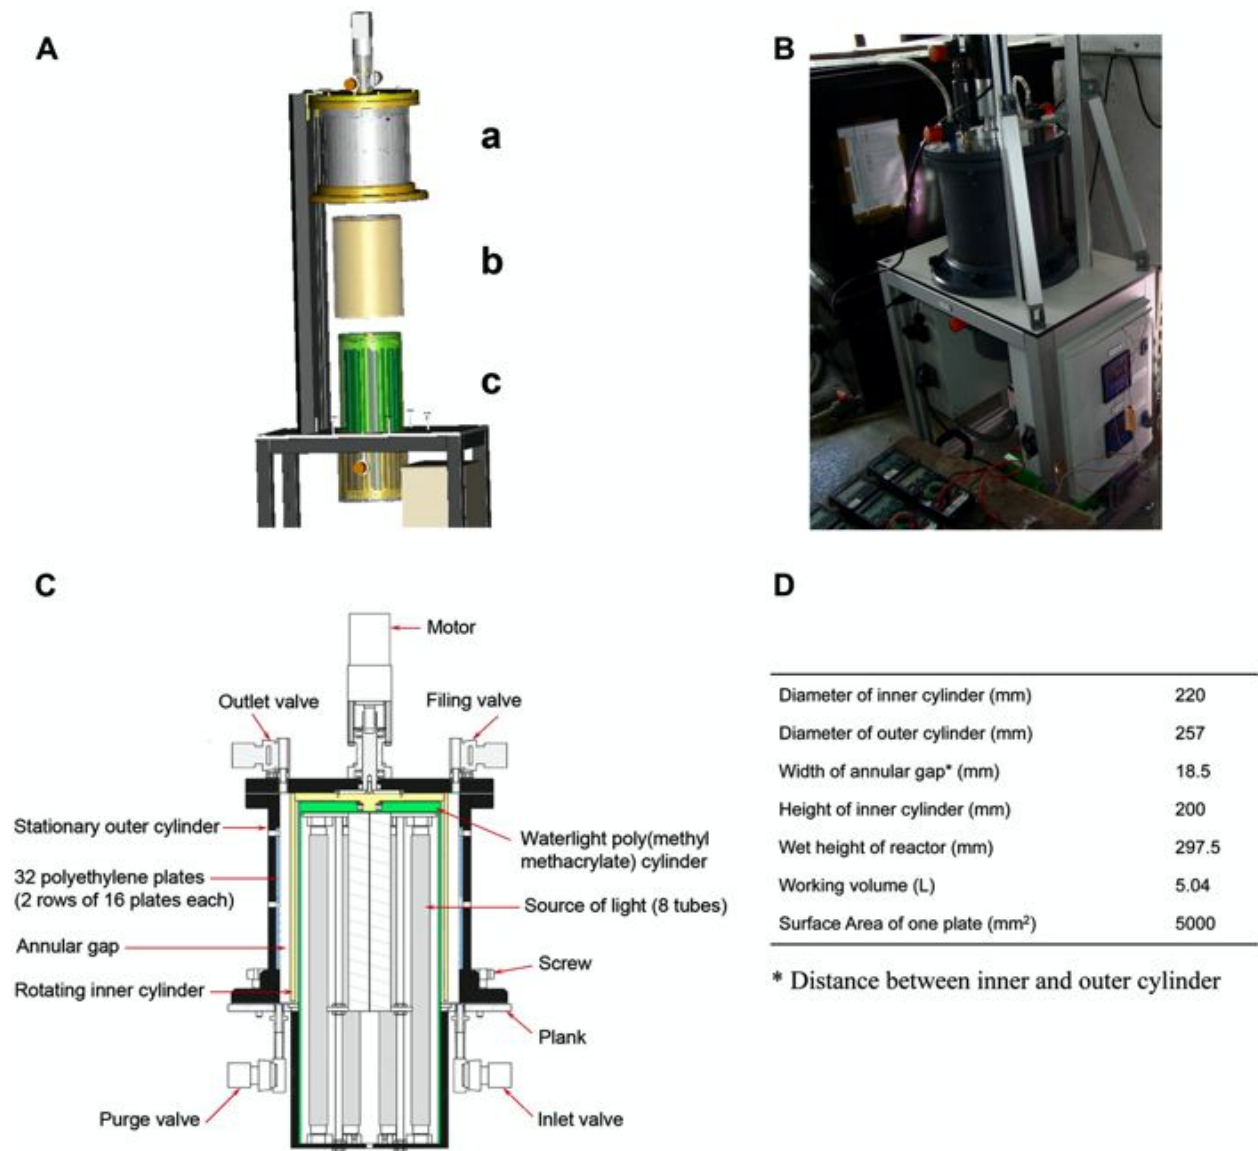 A
a
b
c
B
C
Motor
Outlet valve
Filing valve
Stationary outer cylinder
Waterlight poly(methyl
methacrylate) cylinder
32 polyethylene plates
(2 rows of 16 plates each)
Source of light (8 tubes)
Annular gap
Screw
Rotating inner cylinder
Plank
Purge valve
Inlet valve
D
Diameter of inner cylinder (mm) 220
Diameter of outer cylinder (mm) 257
Width of annular gap* (mm) 18.5
Height of inner cylinder (mm) 200
Wet height of reactor (mm) 297.5
Working volume (L) 5.04
Surface Area of one plate (mm²) 5000
* Distance between inner and outer cylinder